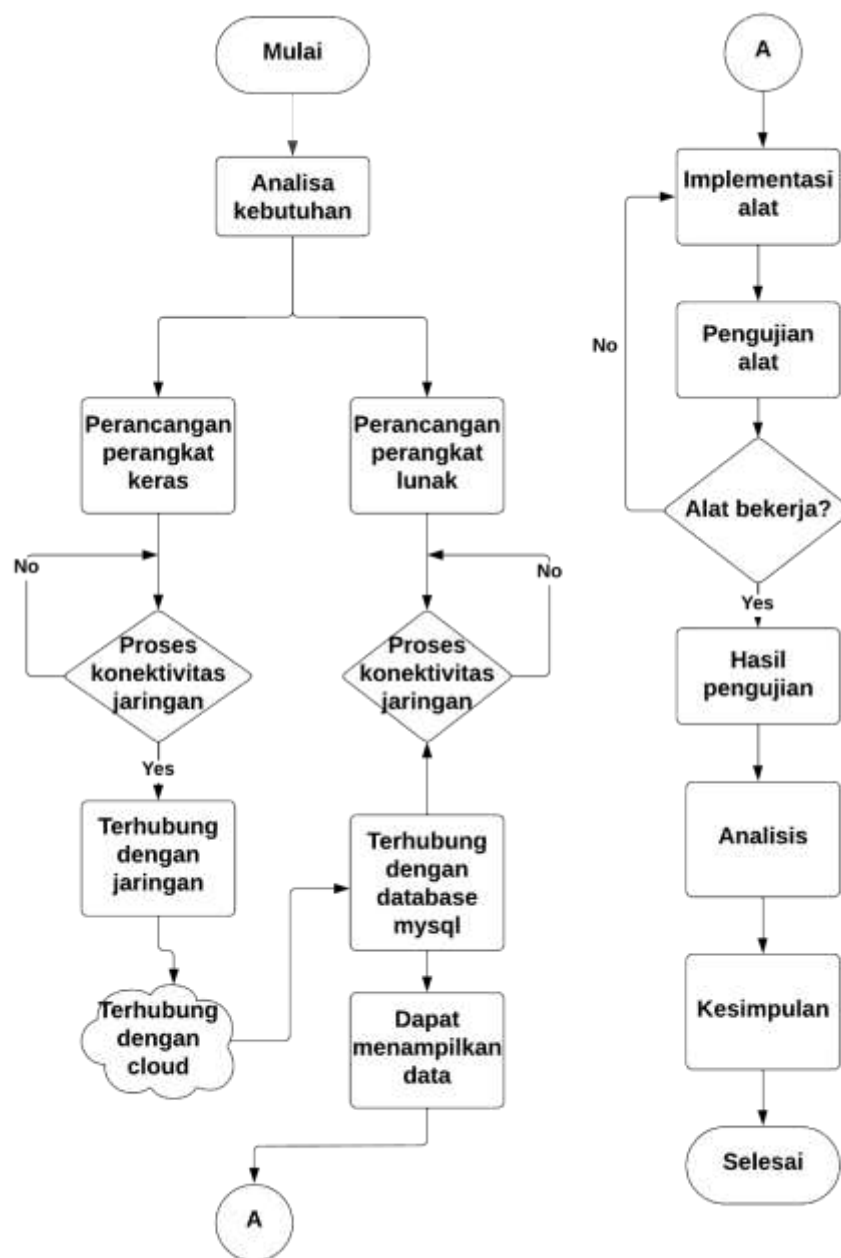 Mulai
Analisa
kebutuhan
Perancangan
perangkat
keras
Perancangan
perangkat
lunak
No
No
Proses
konektivitas
jaringan
Proses
konektivitas
jaringan
Yes
Terhubung
dengan
jaringan
Terhubung
dengan
database
mysql
Terhubung
dengan
cloud
Dapat
menampilkan
data
A
A
Implementasi
alat
Pengujian
alat
No
Alat bekerja?
Yes
Hasil
pengujian
Analisis
Kesimpulan
Selesai